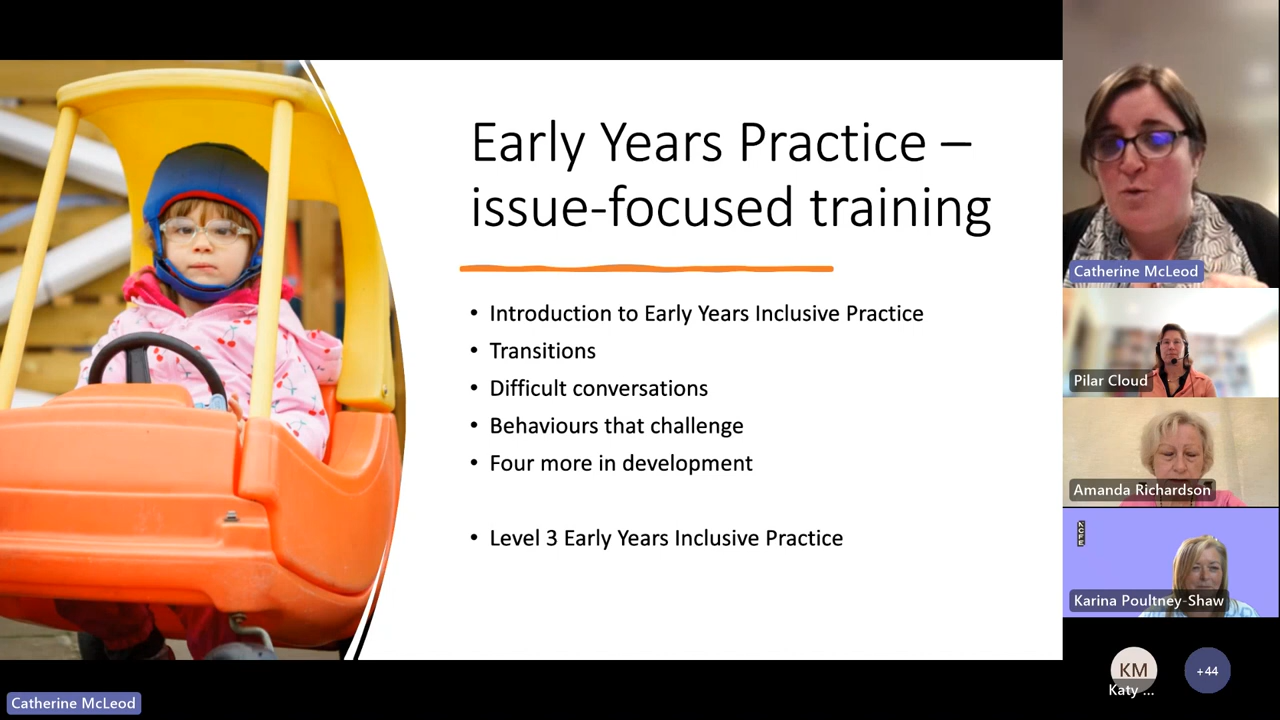 Early Years Practice –
issue-focused training
• Introduction to Early Years Inclusive Practice
• Transitions
• Difficult conversations
• Behaviours that challenge
• Four more in development
• Level 3 Early Years Inclusive Practice
Catherine McLeod
Pilar Cloud
Amanda Richardson
NCFE
Karina Poultney-Shaw
KM
Katy ...
+44
Catherine McLeod